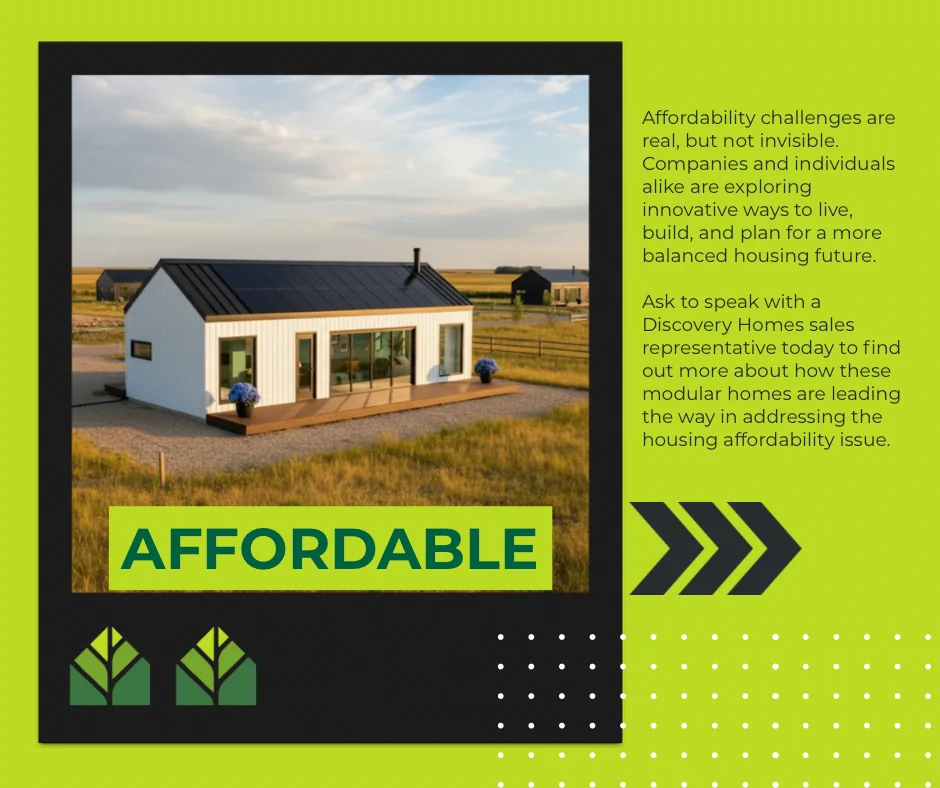 Affordability challenges are
real, but not invisible.
Companies and individuals
alike are exploring
innovative ways to live,
build, and plan for a more
balanced housing future.
Ask to speak with a
Discovery Homes sales
representative today to find
out more about how these
modular homes are leading
the way in addressing the
housing affordability issue.
AFFORDABLE